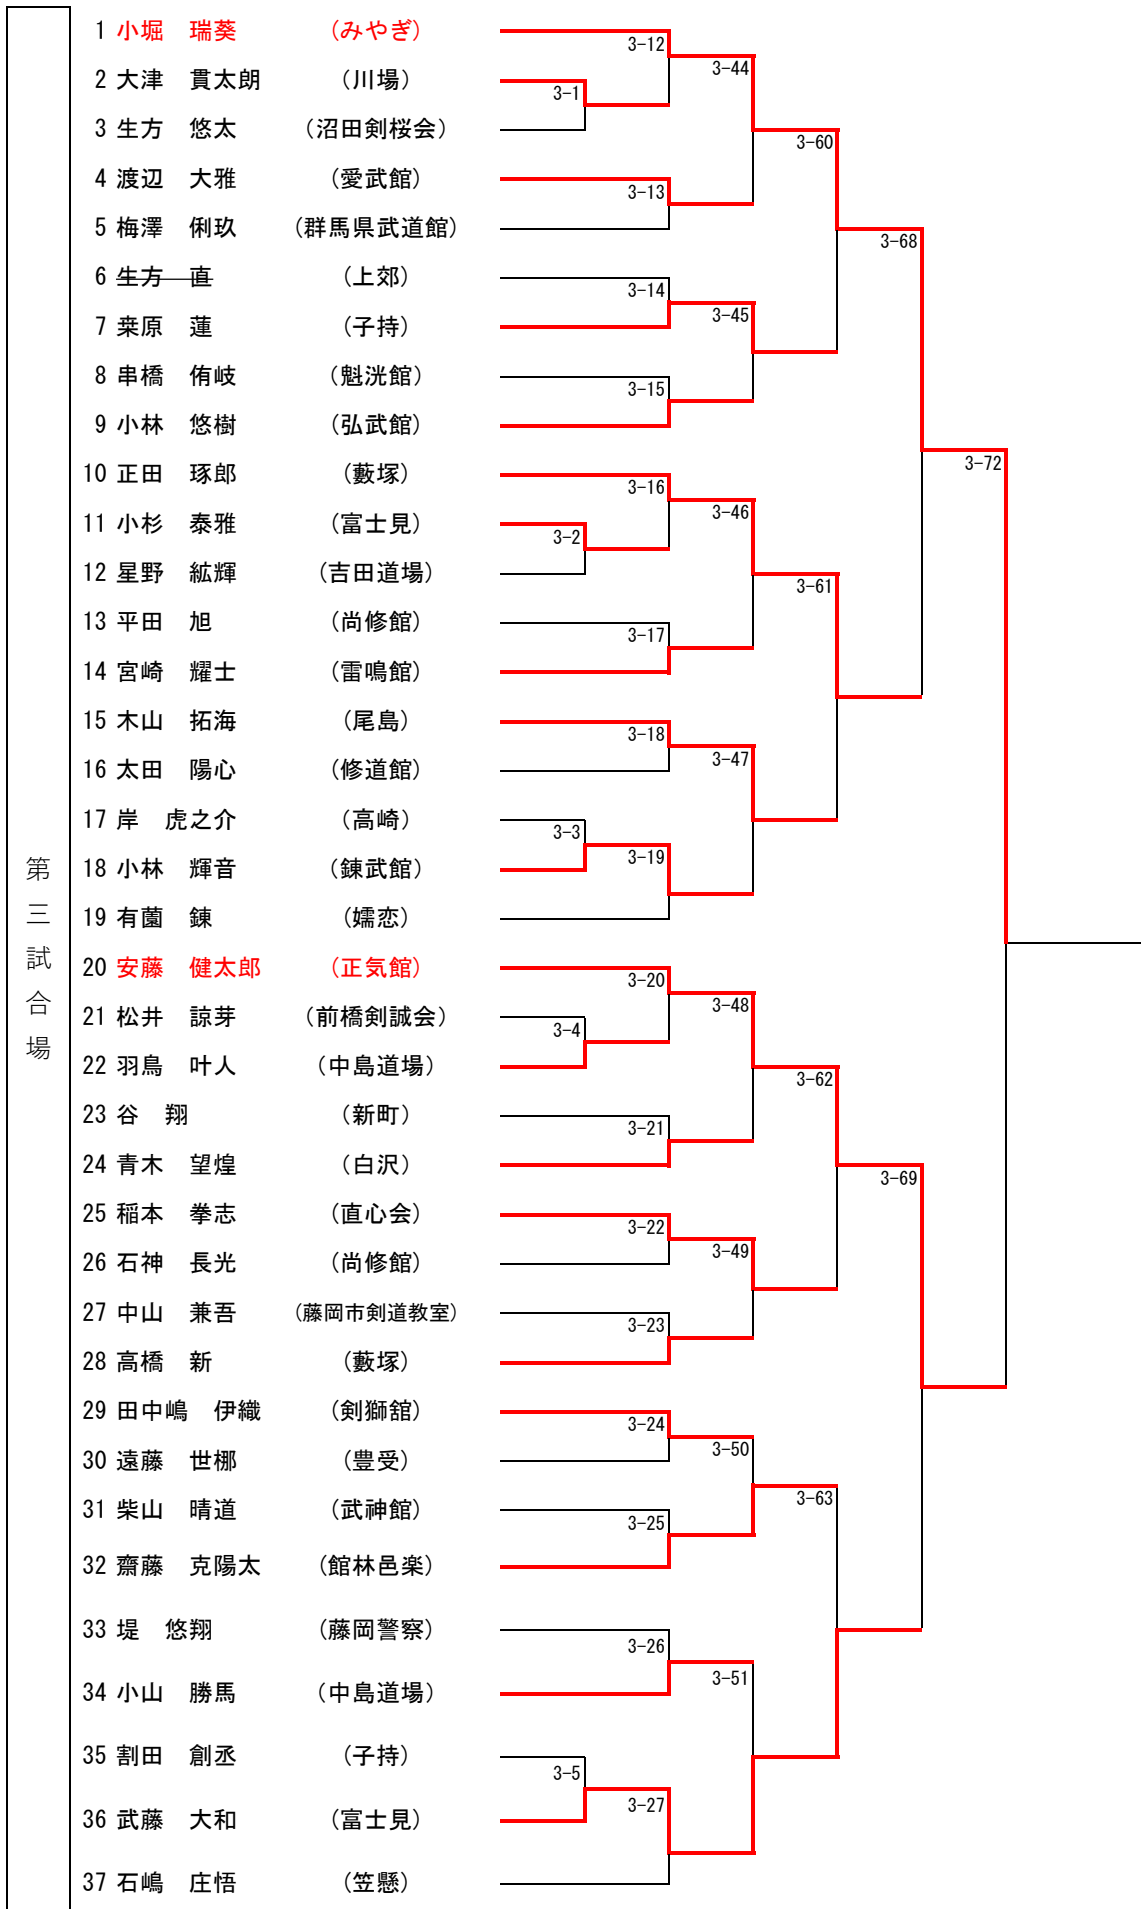 第三試合場
1 小堀　瑞葵 （みやぎ）
2 大津　貫太朗 （川場）
3 生方　悠太 （沼田剣桜会）
4 渡辺　大雅 （愛武館）
5 梅澤　俐玖 （群馬県武道館）
6 生方　直 （上郊）
7 桒原　蓮 （子持）
8 串橋　侑岐 （魁洸館）
9 小林　悠樹 （弘武館）
10 正田　琢郎 （藪塚）
11 小杉　泰雅 （富士見）
12 星野　絋輝 （吉田道場）
13 平田　旭 （尚修館）
14 宮崎　耀士 （雷鳴館）
15 木山　拓海 （尾島）
16 太田　陽心 （修道館）
17 岸　虎之介 （高崎）
18 小林　輝音 （錬武館）
19 有薗　錬 （嬬恋）
20 安藤　健太郎 （正気館）
21 松井　諒芽 （前橋剣誠会）
22 羽鳥　叶人 （中島道場）
23 谷　翔 （新町）
24 青木　望煌 （白沢）
25 稲本　拳志 （直心会）
26 石神　長光 （尚修館）
27 中山　兼吾 （藤岡市剣道教室）
28 高橋　新 （藪塚）
29 田中嶋　伊織 （剣獅舘）
30 遠藤　世梛 （豊受）
31 柴山　晴道 （武神館）
32 齋藤　克陽太 （館林邑楽）
33 堤　悠翔 （藤岡警察）
34 小山　勝馬 （中島道場）
35 割田　創丞 （子持）
36 武藤　大和 （富士見）
37 石嶋　庄悟 （笠懸）
3-1
3-2
3-3
3-4
3-5
3-12
3-13
3-14
3-15
3-16
3-17
3-18
3-19
3-20
3-21
3-22
3-23
3-24
3-25
3-26
3-27
3-44
3-45
3-46
3-47
3-48
3-49
3-50
3-51
3-60
3-61
3-62
3-63
3-68
3-69
3-72